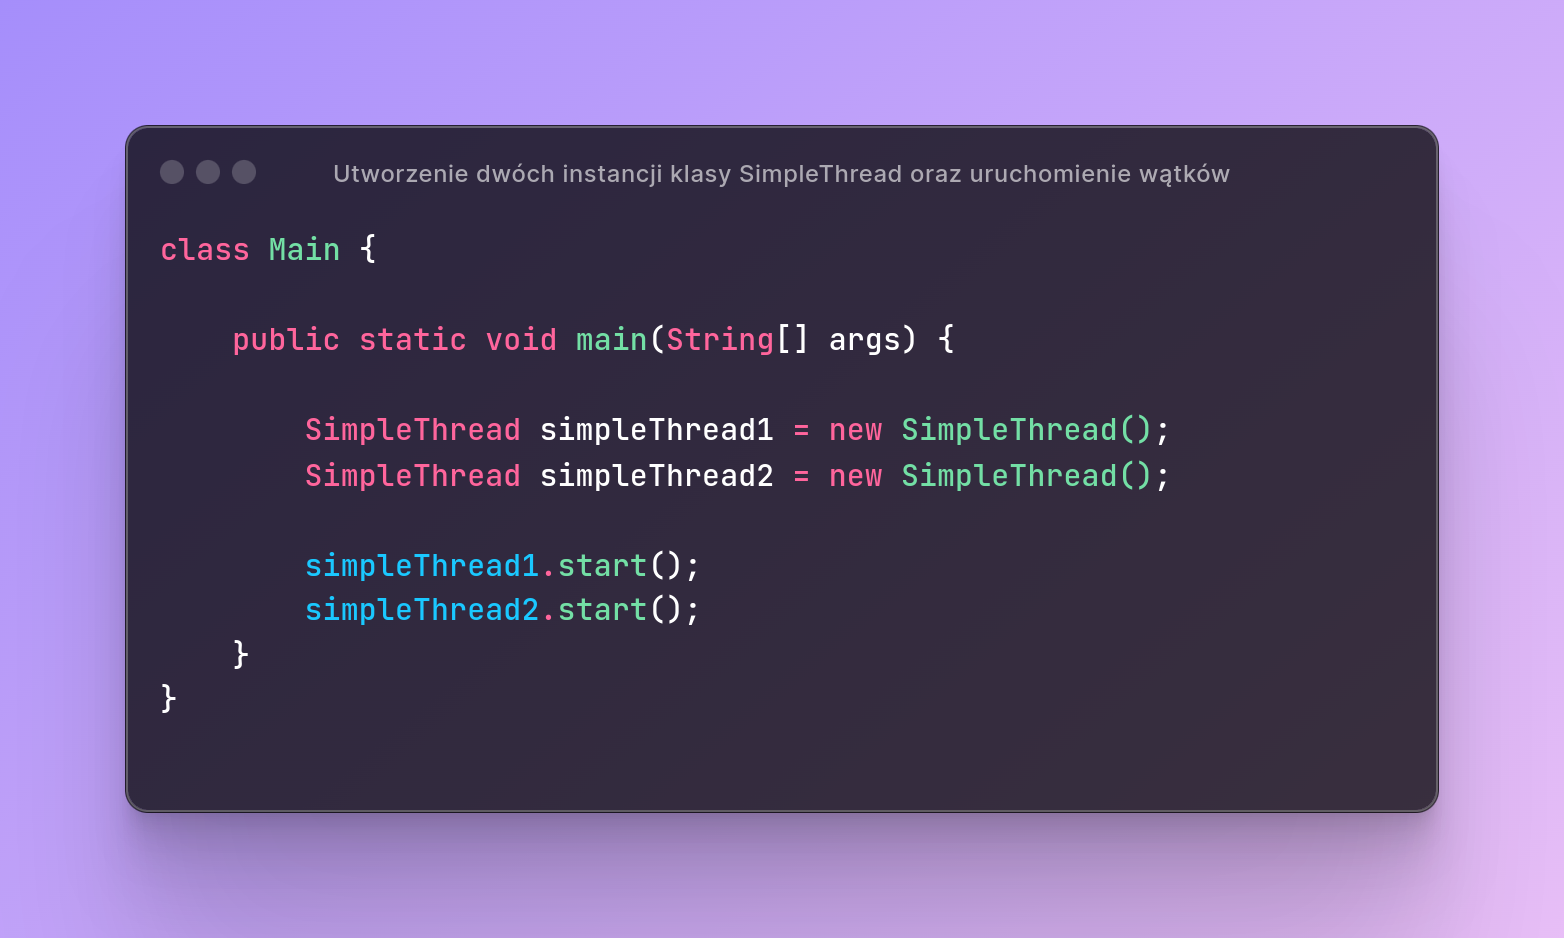 Utworzenie dwóch instancji klasy SimpleThread oraz uruchomienie wątków
class Main {
    public static void main(String[] args) {
        SimpleThread simpleThread1 = new SimpleThread();
        SimpleThread simpleThread2 = new SimpleThread();
        simpleThread1.start();
        simpleThread2.start();
    }
}